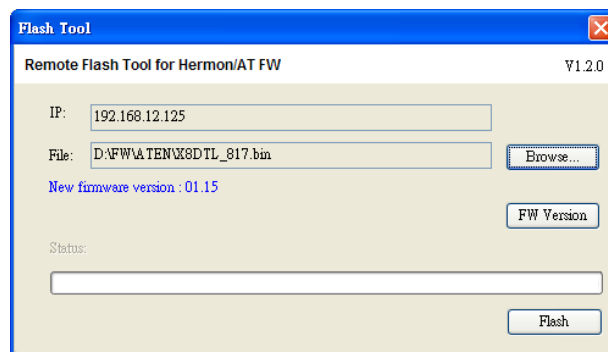 Flash Tool
Remote Flash Tool for Hermon/AT FW V1.2.0
IP: 192.168.12.125
File: D:\FW\ATEN\X8DTL_817.bin Browse...
New firmware version : 01.15
FW Version
Status:
Flash